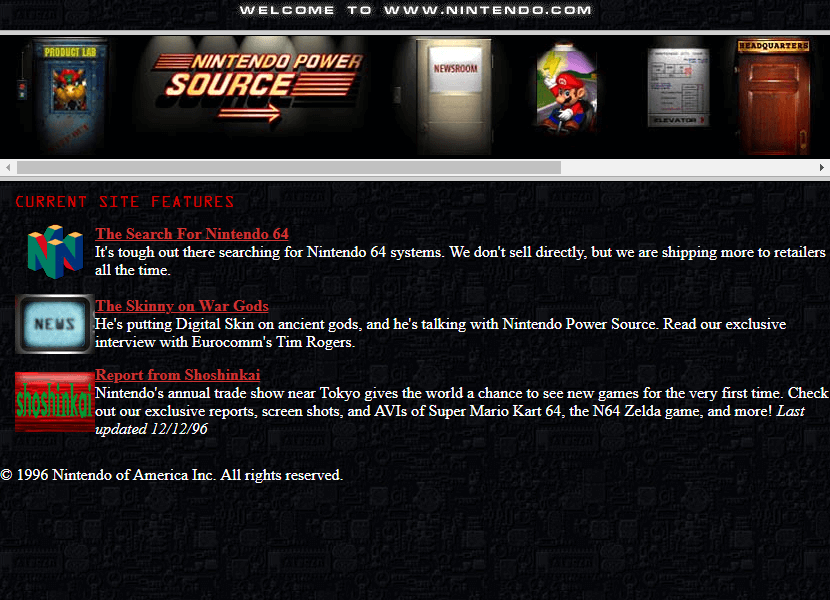 WELCOME TO WWW.NINTENDO.COM
PRODUCT LAB
NINTENDO POWER
SOURCE
NEWSROOM
ELEVATOR
HEADQUARTERS
CURRENT SITE FEATURES
The Search For Nintendo 64
It's tough out there searching for Nintendo 64 systems. We don't sell directly, but we are shipping more to retailers
all the time.
NEWS
The Skinny on War Gods
He's putting Digital Skin on ancient gods, and he's talking with Nintendo Power Source. Read our exclusive
interview with Eurocomm's Tim Rogers.
shoshinkai
Report from Shoshinkai
Nintendo's annual trade show near Tokyo gives the world a chance to see new games for the very first time. Check
out our exclusive reports, screen shots, and AVIs of Super Mario Kart 64, the N64 Zelda game, and more! Last
updated 12/12/96
© 1996 Nintendo of America Inc. All rights reserved.